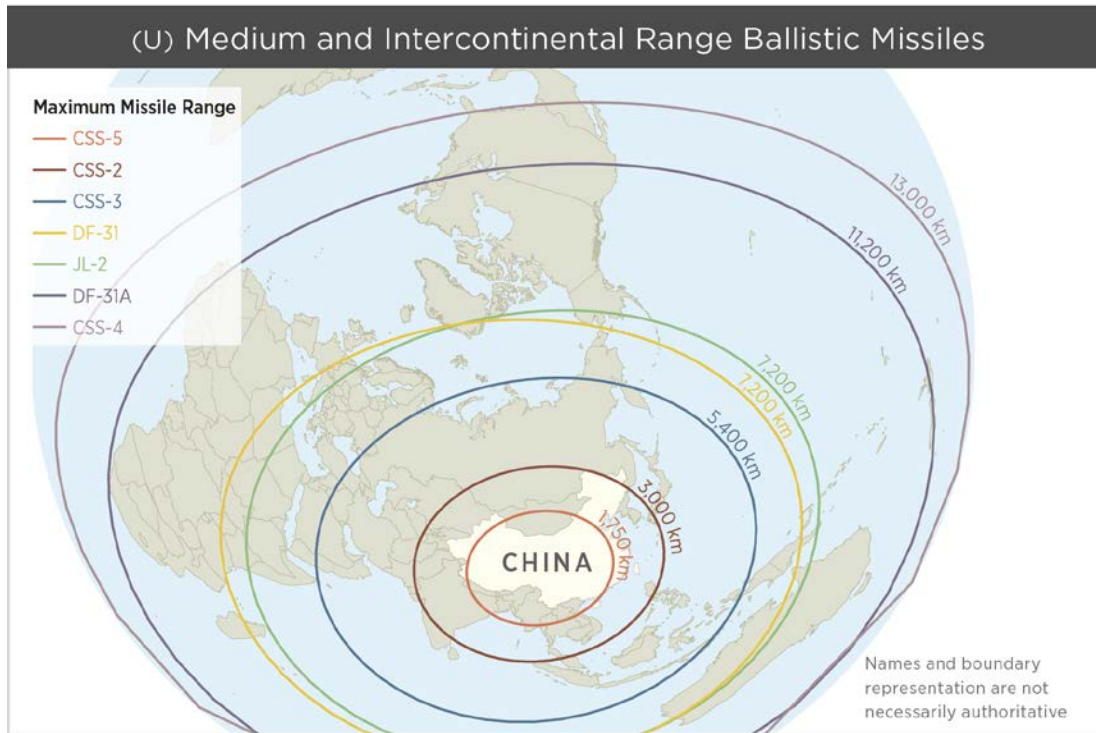 (U) Medium and Intercontinental Range Ballistic Missiles
Maximum Missile Range
CSS-5
CSS-2
CSS-3
DF-31
JL-2
DF-31A
CSS-4
13,000 km
11,200 km
7,200 km
7,200 km
5,400 km
3,000 km
1,750 km
CHINA
Names and boundary
representation are not
necessarily authoritative